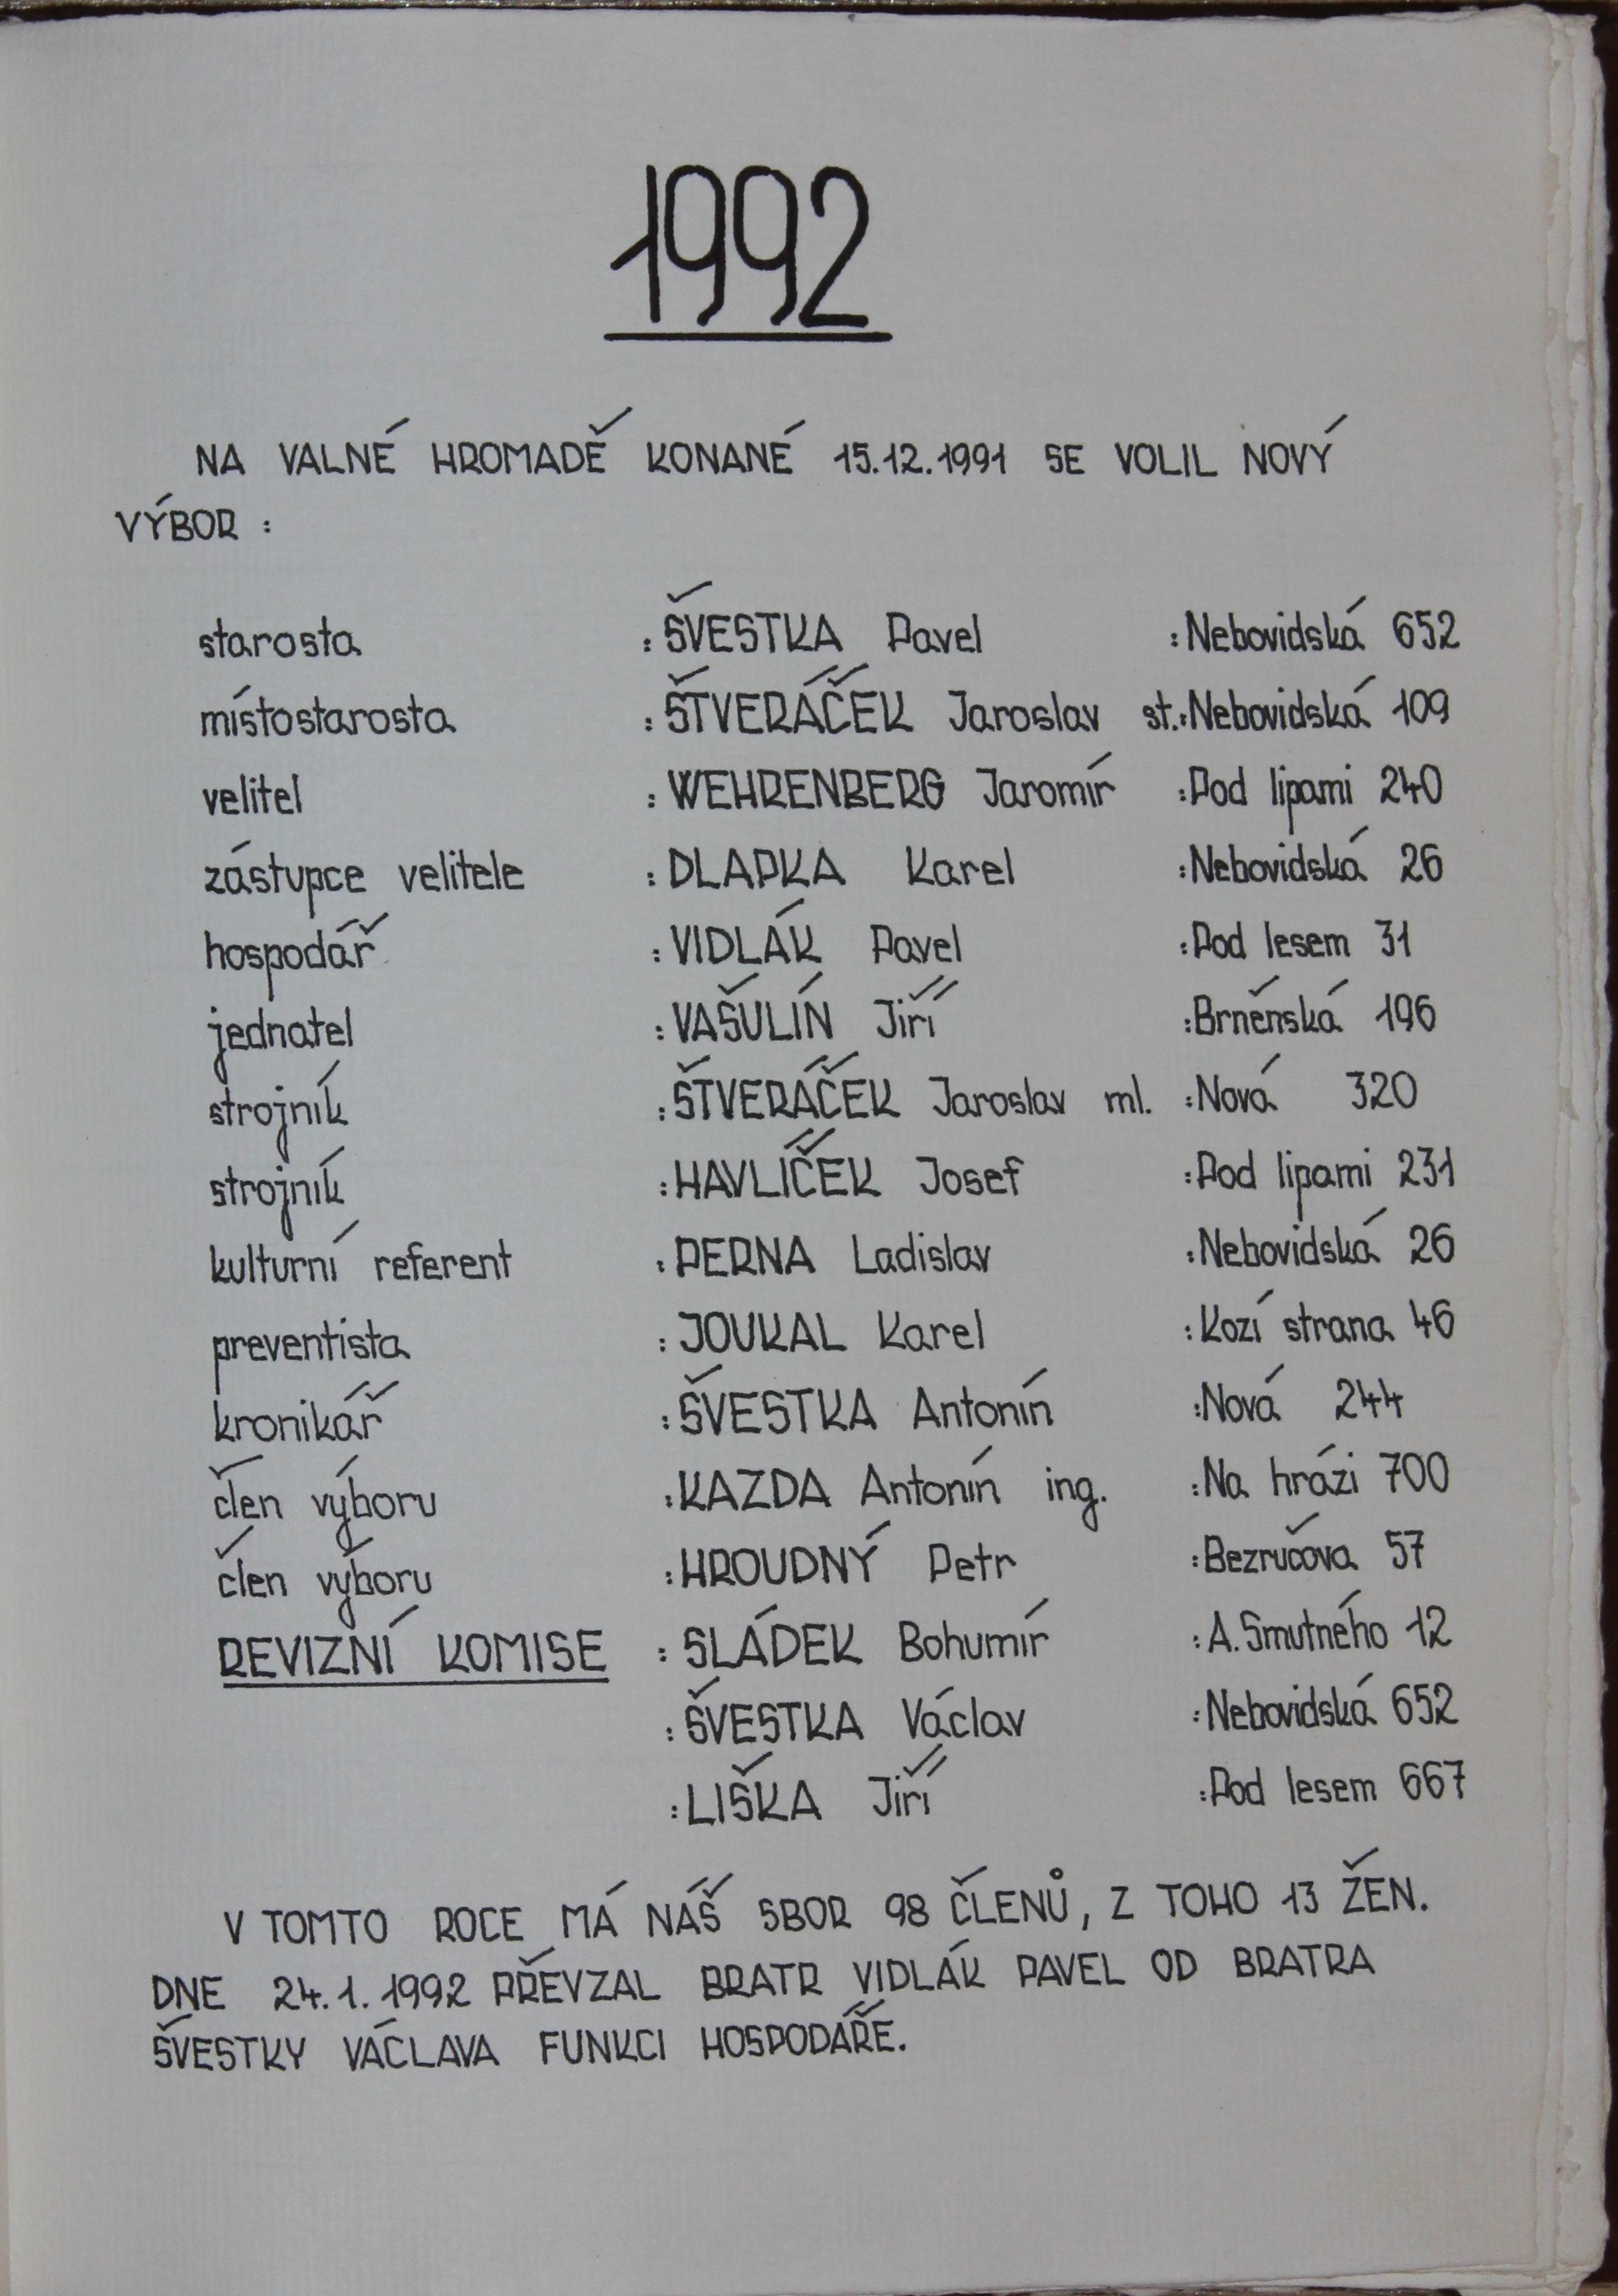 1992
NA VALNÉ HROMADĚ KONANÉ 15.12.1991 SE VOLIL NOVÝ
VÝBOR :
starosta : ŠVESTKA Pavel : Nebovidská 652
místostarosta : ŠTVERÁČEK Jaroslav st. : Nebovidská 109
velitel : WEHRENBERG Jaromír : Pod lipami 240
zástupce velitele : DLAPKA Karel : Nebovidská 26
hospodář : VIDLÁK Pavel : Pod lesem 31
jednatel : VAŠULÍN Jiří : Brněnská 196
strojník : ŠTVERÁČEK Jaroslav ml. : Nová 320
strojník : HAVLÍČEK Josef : Pod lipami 231
kulturní referent : PERNA Ladislav : Nebovidská 26
preventista : JOUKAL Karel : Kozí strana 46
kronikář : ŠVESTKA Antonín : Nová 244
člen výboru : KAZDA Antonín ing. : Na hrázi 700
člen výboru : HROUDNÝ Petr : Bezručova 57
REVIZNÍ KOMISE : SLÁDEK Bohumír : A. Smutného 12
: ŠVESTKA Václav : Nebovidská 652
: LIŠKA Jiří : Pod lesem 667
V TOMTO ROCE MÁ NÁŠ SBOR 98 ČLENŮ, Z TOHO 13 ŽEN.
DNE 24.1.1992 PŘEVZAL BRATR VIDLÁK PAVEL OD BRATRA
ŠVESTKY VÁCLAVA FUNKCI HOSPODÁŘE.